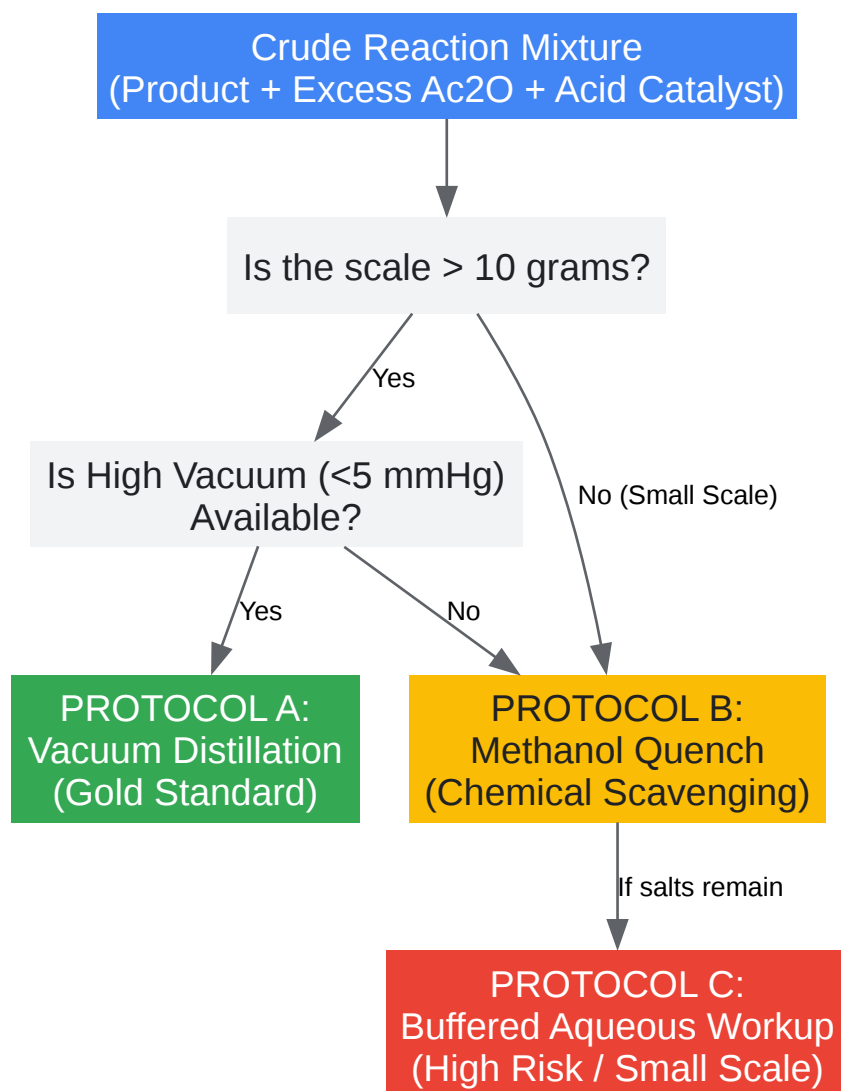 Crude Reaction Mixture
(Product + Excess Ac2O + Acid Catalyst)
Is the scale > 10 grams?
Yes
No (Small Scale)
Is High Vacuum (<5 mmHg)
Available?
Yes
No
PROTOCOL A:
Vacuum Distillation
(Gold Standard)
PROTOCOL B:
Methanol Quench
(Chemical Scavenging)
If salts remain
PROTOCOL C:
Buffered Aqueous Workup
(High Risk / Small Scale)